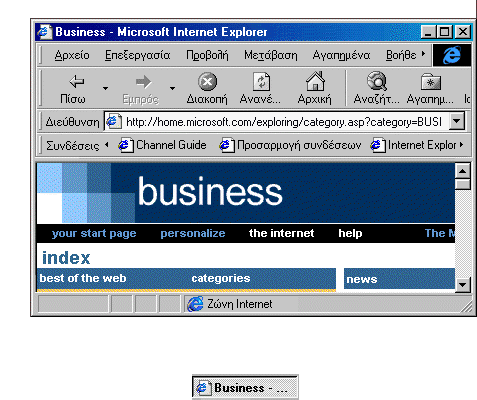 Business - Microsoft Internet Explorer
Αρχείο Επεξεργασία Προβολή Μετάβαση Αγαπημένα Βοήθε
Πίσω Εμπρός Διακοπή Ανανέ... Αρχική Αναζήτ... Αγαπημ...
Διεύθυνση http://home.microsoft.com/exploring/category.asp?category=BUSI
Συνδέσεις Channel Guide Προσαρμογή συνδέσεων Internet Explor
business
your start page personalize the internet help The M
index
best of the web categories news
Ζώνη Internet
Business - ...